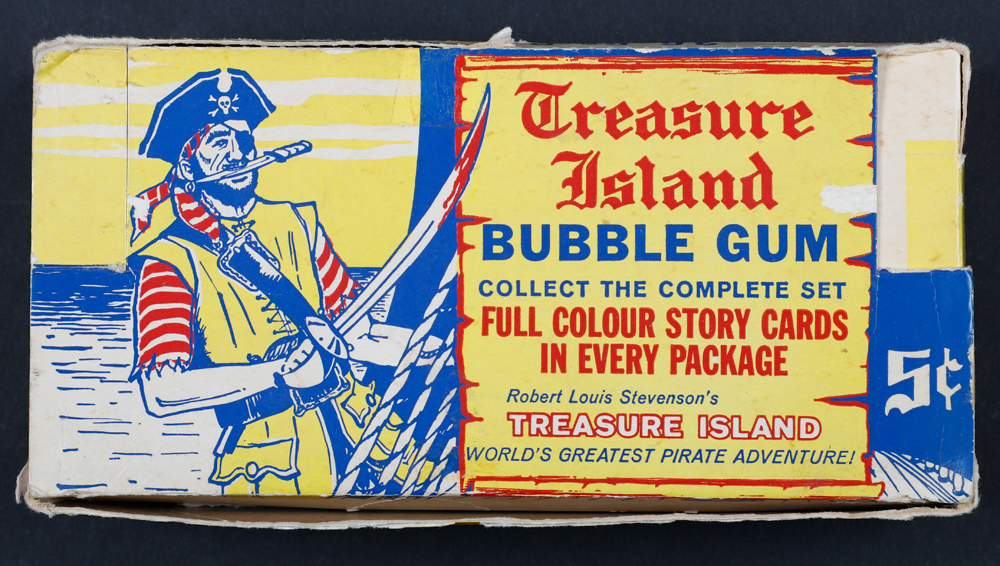 Treasure
Island
BUBBLE GUM
COLLECT THE COMPLETE SET
FULL COLOUR STORY CARDS
IN EVERY PACKAGE
Robert Louis Stevenson's
TREASURE ISLAND
WORLD'S GREATEST PIRATE ADVENTURE!
5¢